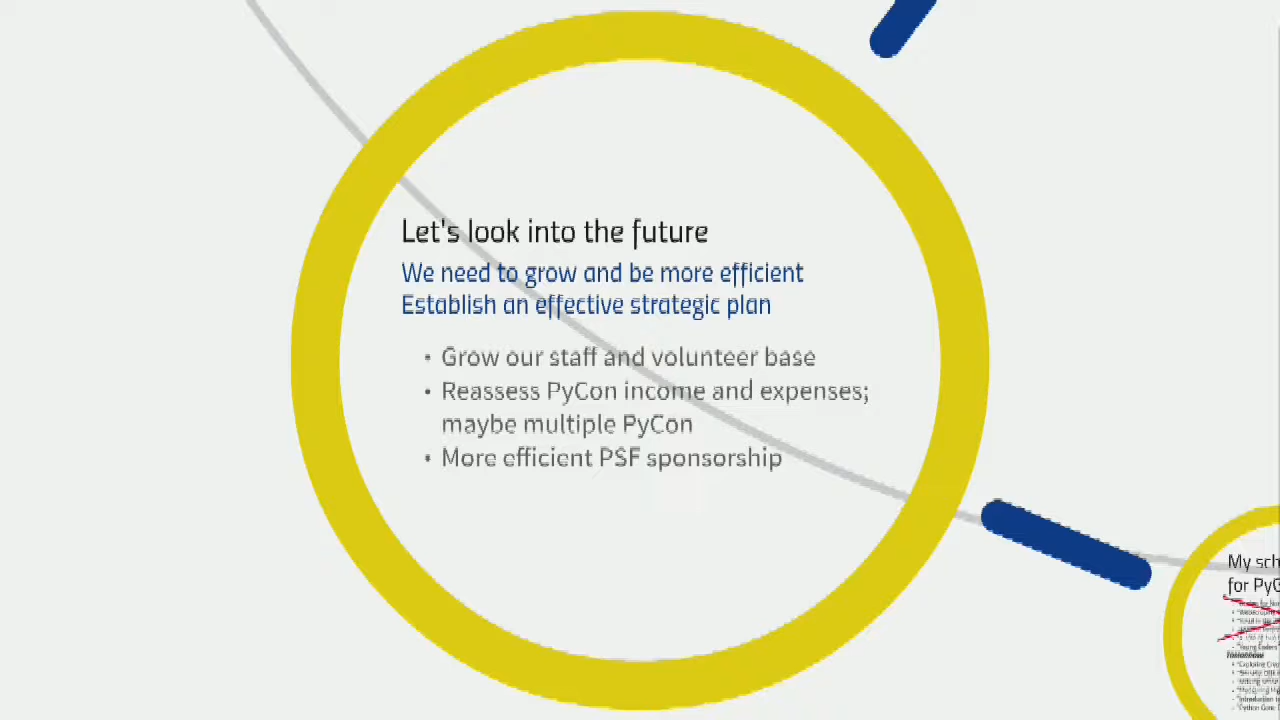 Let's look into the future
We need to grow and be more efficient
Establish an effective strategic plan
• Grow our staff and volunteer base
• Reassess PyCon income and expenses;
maybe multiple PyCon
• More efficient PSF sponsorship
My sch
for PyC
Tomorrow